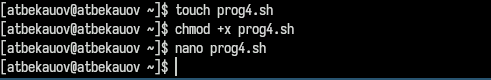 [atbekauov@atbekauov ~]$ touch prog4.sh
[atbekauov@atbekauov ~]$ chmod +x prog4.sh
[atbekauov@atbekauov ~]$ nano prog4.sh
[atbekauov@atbekauov ~]$